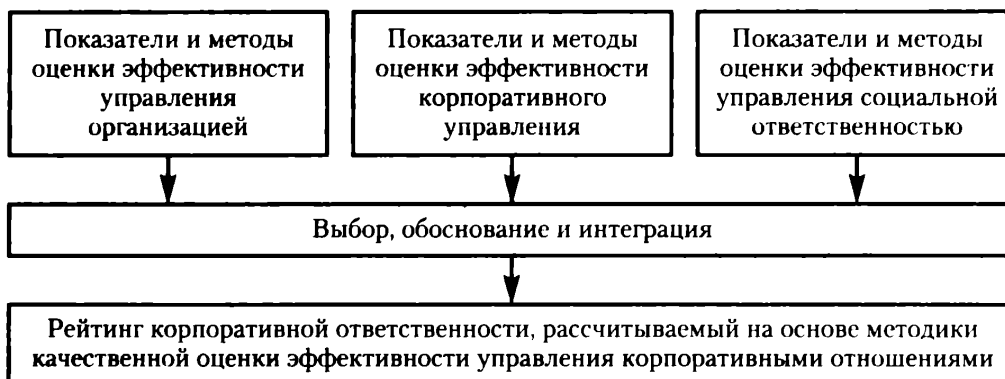 Показатели и методы
оценки эффективности
управления
организацией
Показатели и методы
оценки эффективности
корпоративного
управления
Показатели и методы
оценки эффективности
управления социальной
ответственностью
Выбор, обоснование и интеграция
Рейтинг корпоративной ответственности, рассчитываемый на основе методики
качественной оценки эффективности управления корпоративными отношениями